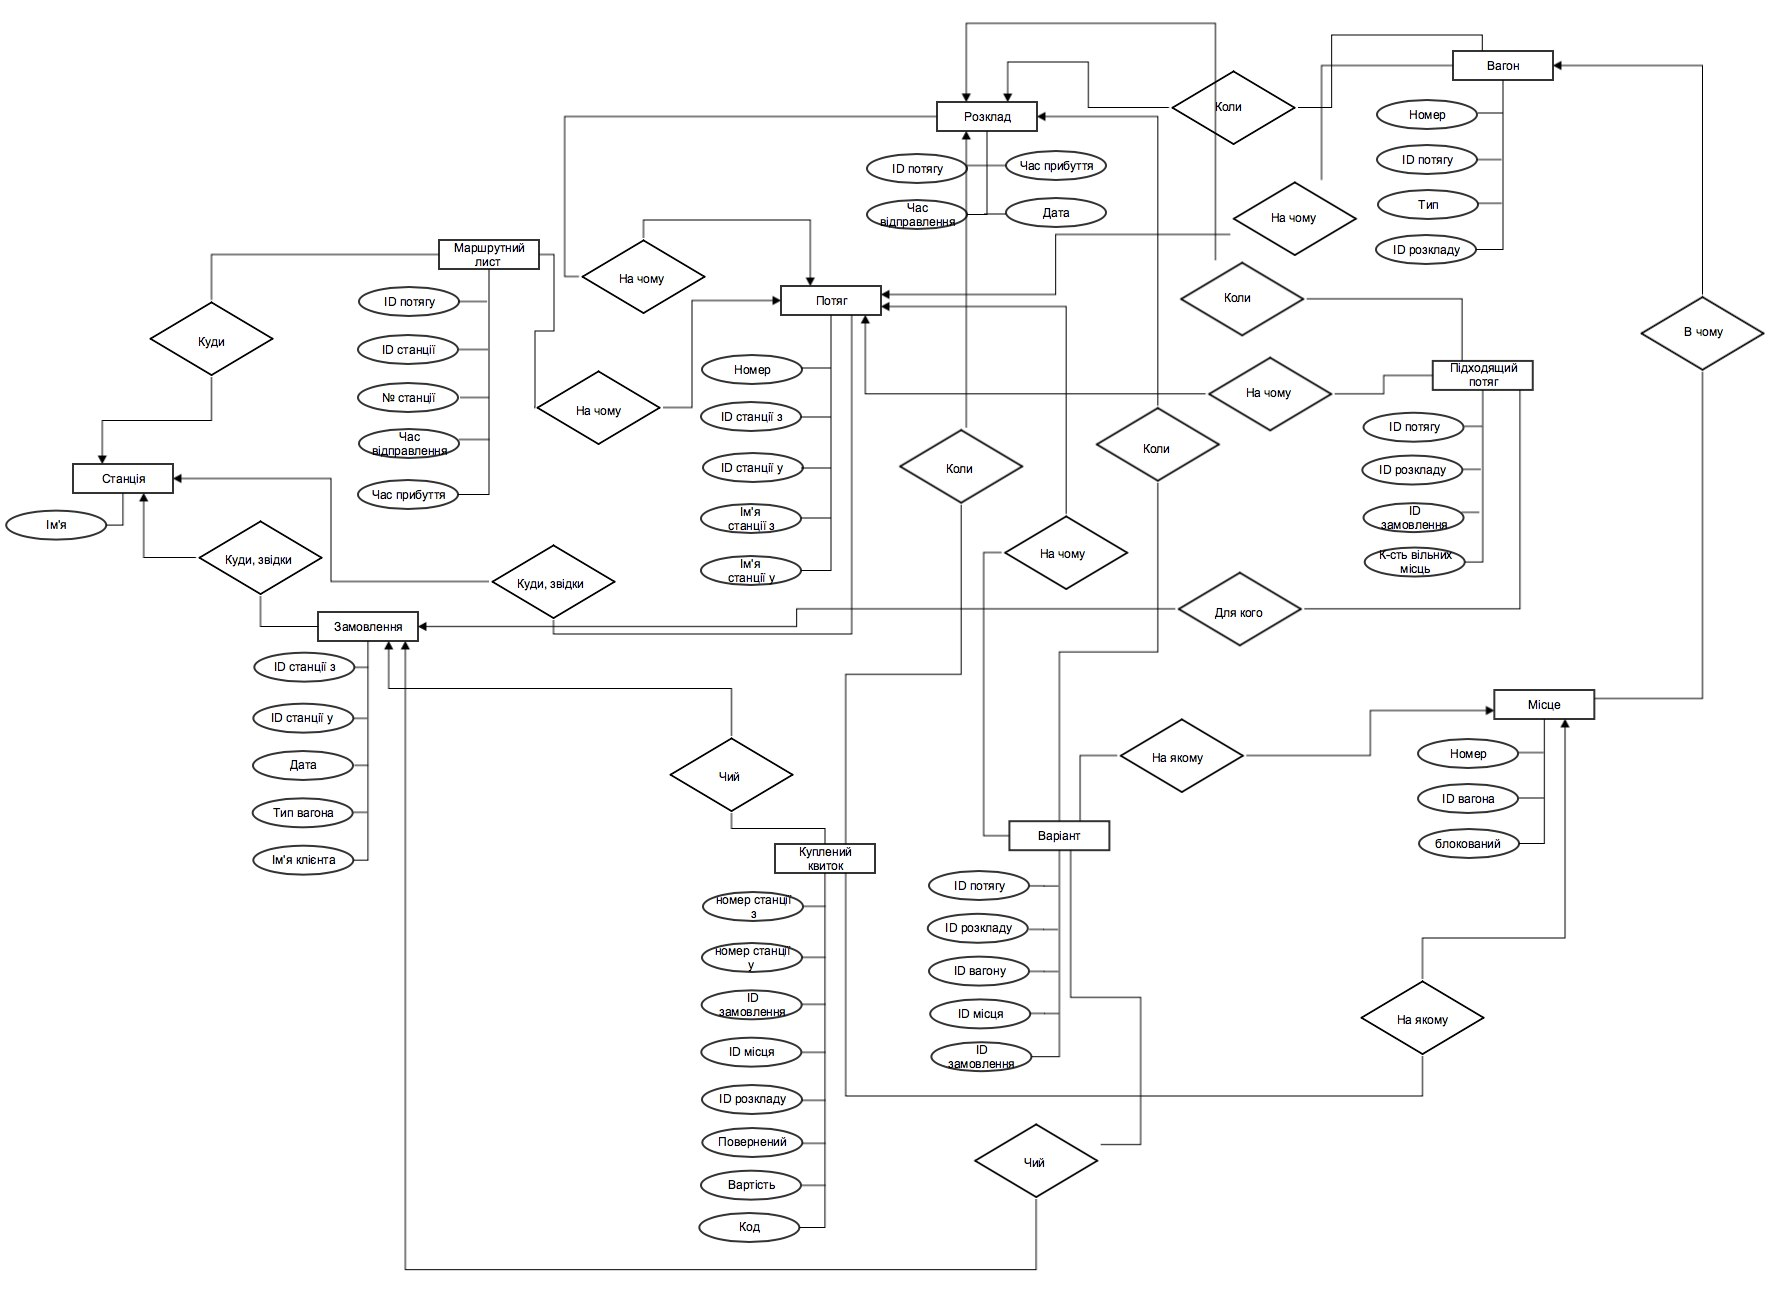 Вагон
Номер
ID потягу
Тип
ID розкладу
Коли
На чому
Розклад
ID потягу
Час прибуття
Час
відправлення
Дата
Маршрутний
лист
ID потягу
ID станції
№ станції
Час
відправлення
Час прибуття
Куди
На чому
На чому
Потяг
Номер
ID станції з
ID станції у
Ім'я
станції з
Ім'я
станції у
Коли
На чому
Підходящий
потяг
ID потягу
ID розкладу
ID
замовлення
К-сть вільних
місць
В чому
Станція
Ім'я
Куди, звідки
Куди, звідки
Коли
Коли
На чому
Для кого
Замовлення
ID станції з
ID станції у
Дата
Тип вагона
Ім'я клієнта
Чий
На якому
Місце
Номер
ID вагона
блокований
Куплений
квиток
номер станції
з
номер станції
у
ID
замовлення
ID місця
ID розкладу
Повернений
Вартість
Код
Варіант
ID потягу
ID розкладу
ID вагону
ID місця
ID
замовлення
На якому
Чий